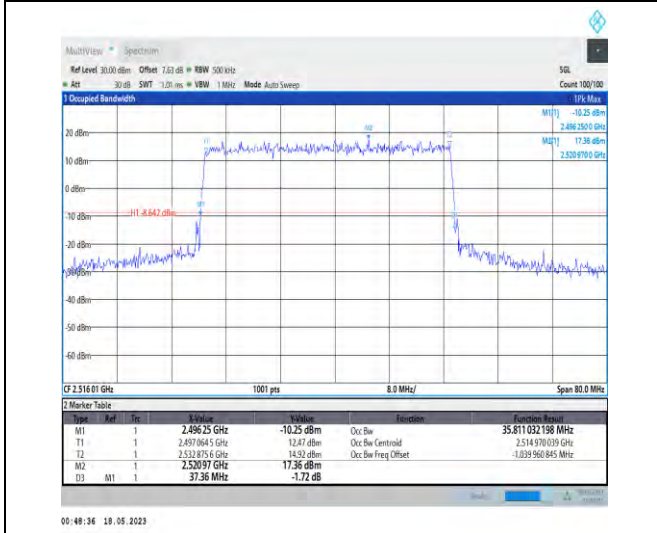 MultiView Spectrum
Ref Level 30.00 dBm Offset 7.63 dB RBW 500 kHz SGL
Att 30 dB SWT 1.01 ms VBW 1 MHz Mode Auto Sweep Count 100/100
1 Occupied Bandwidth 1Pk Max
M1[1] -10.25 dBm
2.496 250 0 GHz
17.36 dBm
2.520 970 0 GHz
20 dBm
10 dBm
0 dBm
H1 -8.647 dBm
-10 dBm
-20 dBm
-30 dBm
-40 dBm
-50 dBm
-60 dBm
CF 2.516 01 GHz 1001 pts 8.0 MHz/ Span 80.0 MHz
2 Marker Table
Type Ref Trc X-Value Y-Value Function Function Result
M1 1 2.496 25 GHz -10.25 dBm Occ Bw 35.811 032 198 MHz
T1 1 2.497 064 5 GHz 12.47 dBm Occ Bw Centroid 2.514 970 039 GHz
T2 1 2.532 875 6 GHz 14.92 dBm Occ Bw Freq Offset -1.039 960 845 MHz
M2 1 2.520 97 GHz 17.36 dBm
D3 M1 1 37.36 MHz -1.72 dB
00:48:36 18.05.2023